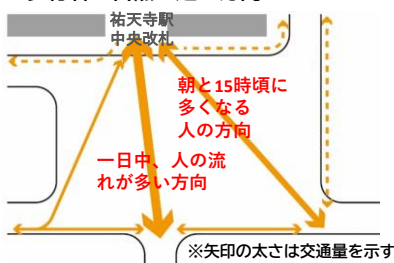 祐天寺駅
中央改札
朝と15時頃に
多くなる
人の方向
一日中、人の流
れが多い方向
※矢印の太さは交通量を示す